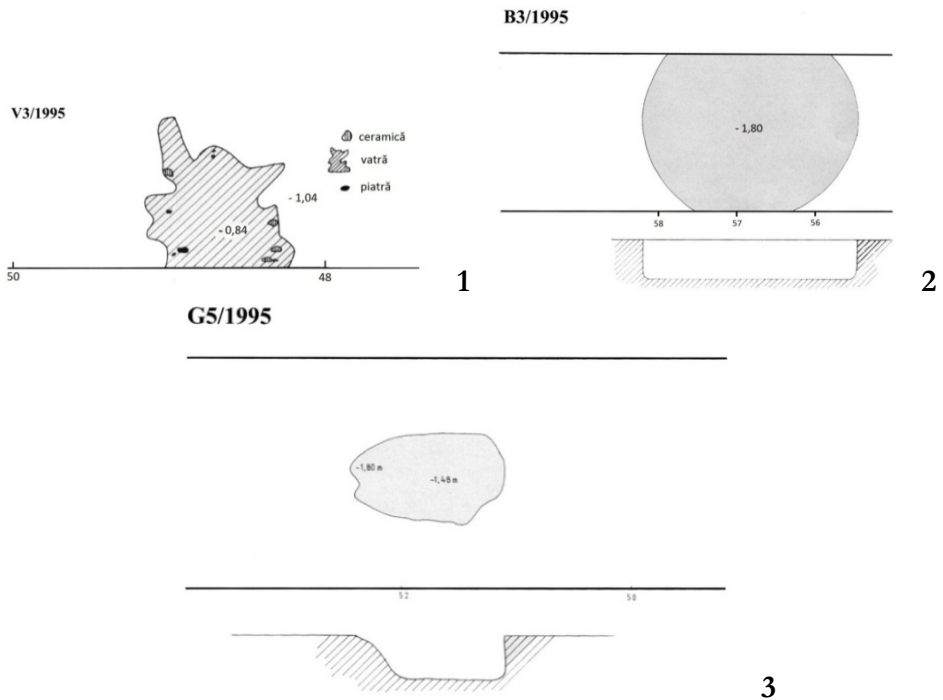 B3/1995
V3/1995
ceramică
vatră
piatră
- 1,80
- 1,04
- 0,84
58 57 56
50 48
1
2
G5/1995
-1,80 m
-1,48 m
52 50
3